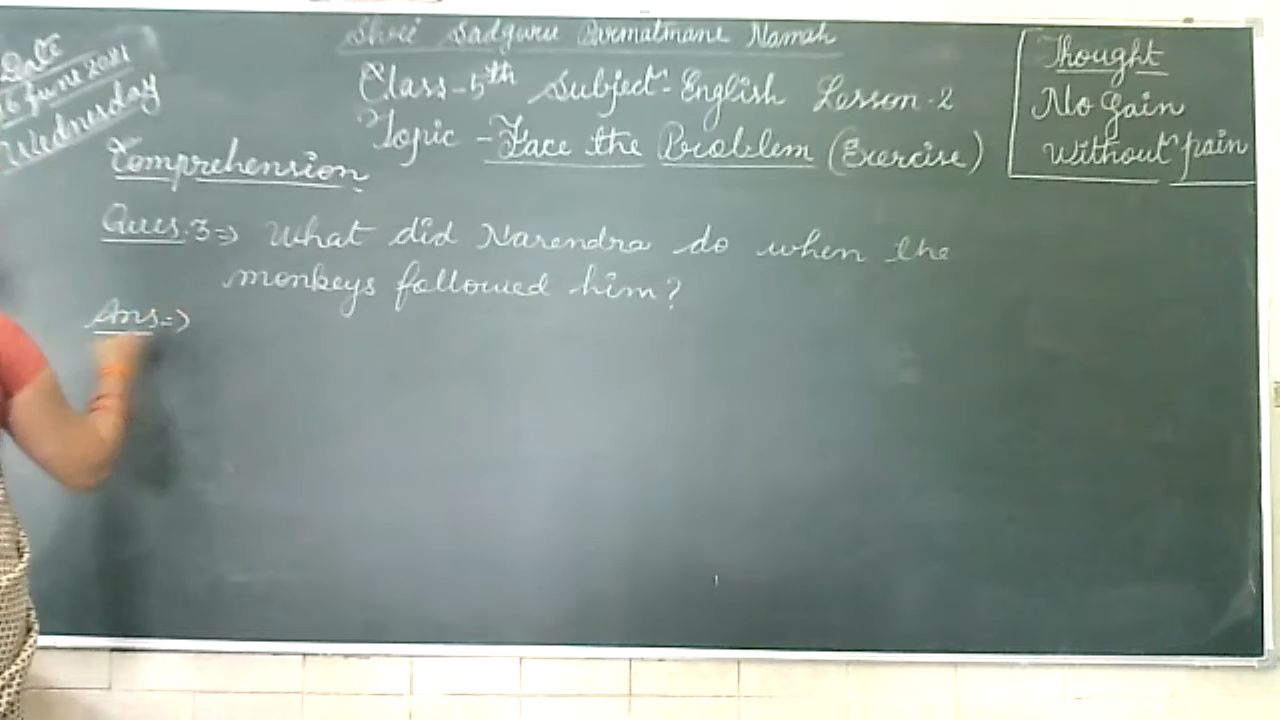 Shree Sadguru Parmatmane Namah
Date
16 June 2021
Wednesday
Class-5th Subject-English Lesson-2
Topic - Face the Problem (Exercise)
Thought
No Gain
without pain
Comprehension
Ques.3=> What did Narendra do when the
monkeys followed him?
Ans=>